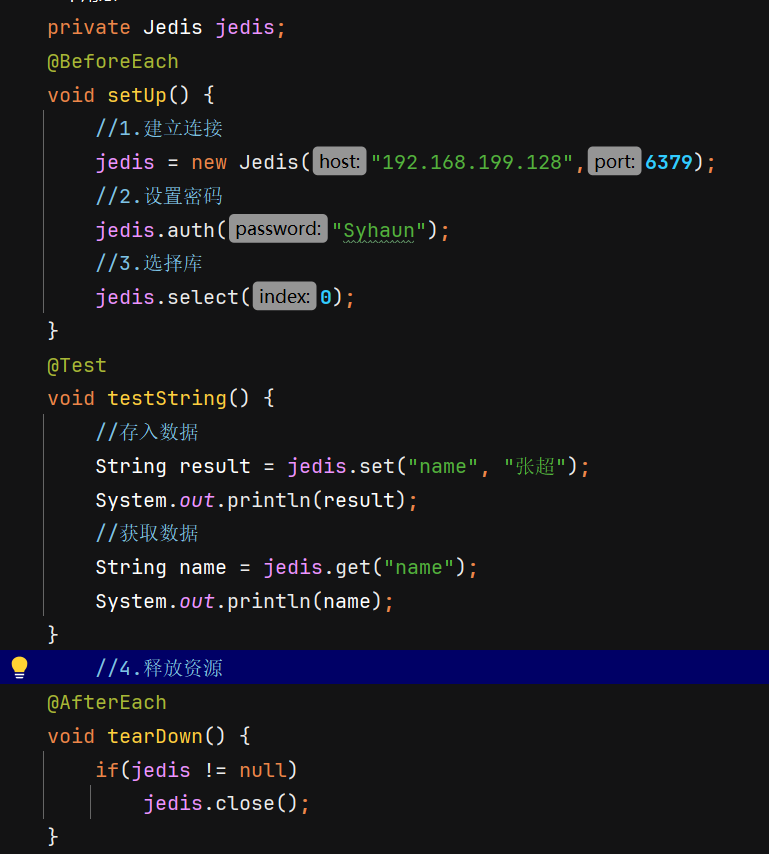 private Jedis jedis;
@BeforeEach
void setUp() {
//1.建立连接
jedis = new Jedis( host: "192.168.199.128", port: 6379);
//2.设置密码
jedis.auth( password: "Syhaun");
//3.选择库
jedis.select( index: 0);
}
@Test
void testString() {
//存入数据
String result = jedis.set("name", "张超");
System.out.println(result);
//获取数据
String name = jedis.get("name");
System.out.println(name);
}
//4.释放资源
@AfterEach
void tearDown() {
if(jedis != null)
jedis.close();
}